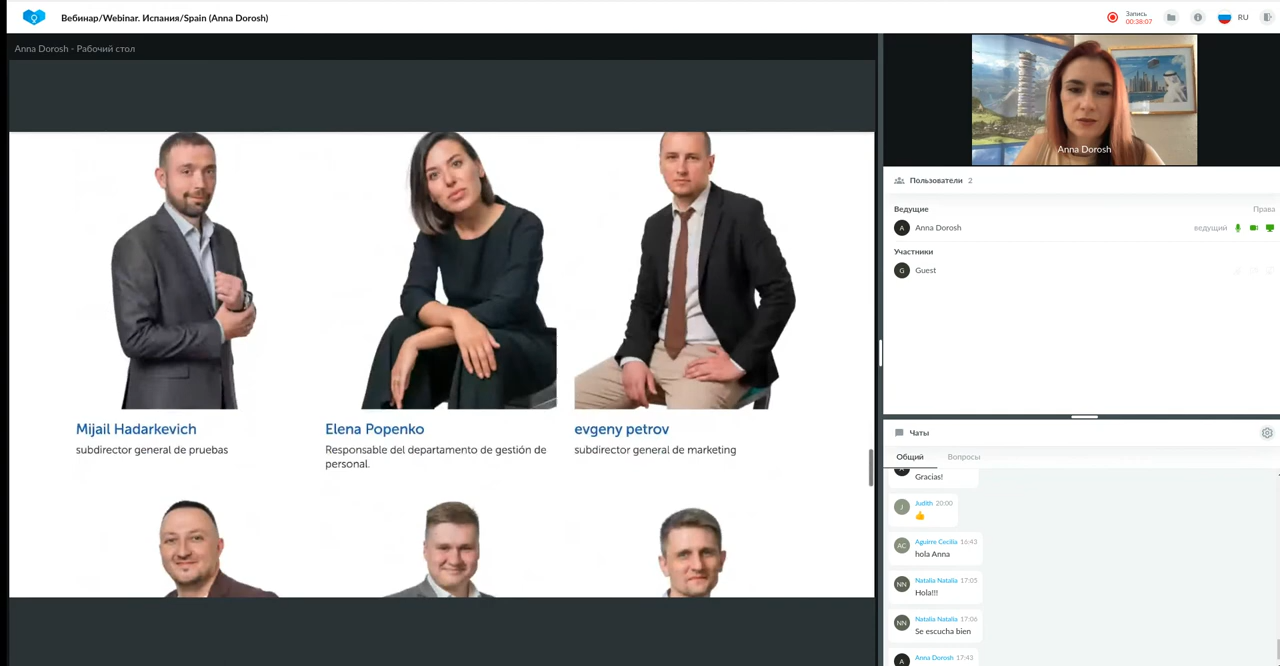 Вебинар/Webinar. Испания/Spain (Anna Dorosh)
Запись
00:38:07
RU
Anna Dorosh - Рабочий стол
Anna Dorosh
Mijail Hadarkevich
subdirector general de pruebas
Elena Popenko
Responsable del departamento de gestión de
personal.
evgeny petrov
subdirector general de marketing
Пользователи 2
Ведущие
Права
A
Anna Dorosh
ведущий
Участники
G
Guest
Чаты
Общий
Вопросы
Gracias!
J
Judith 20:00
AC
Aguirre Cecilia 16:43
hola Anna
NN
Natalia Natalia 17:05
Hola!!!
NN
Natalia Natalia 17:06
Se escucha bien
A
Anna Dorosh 17:43